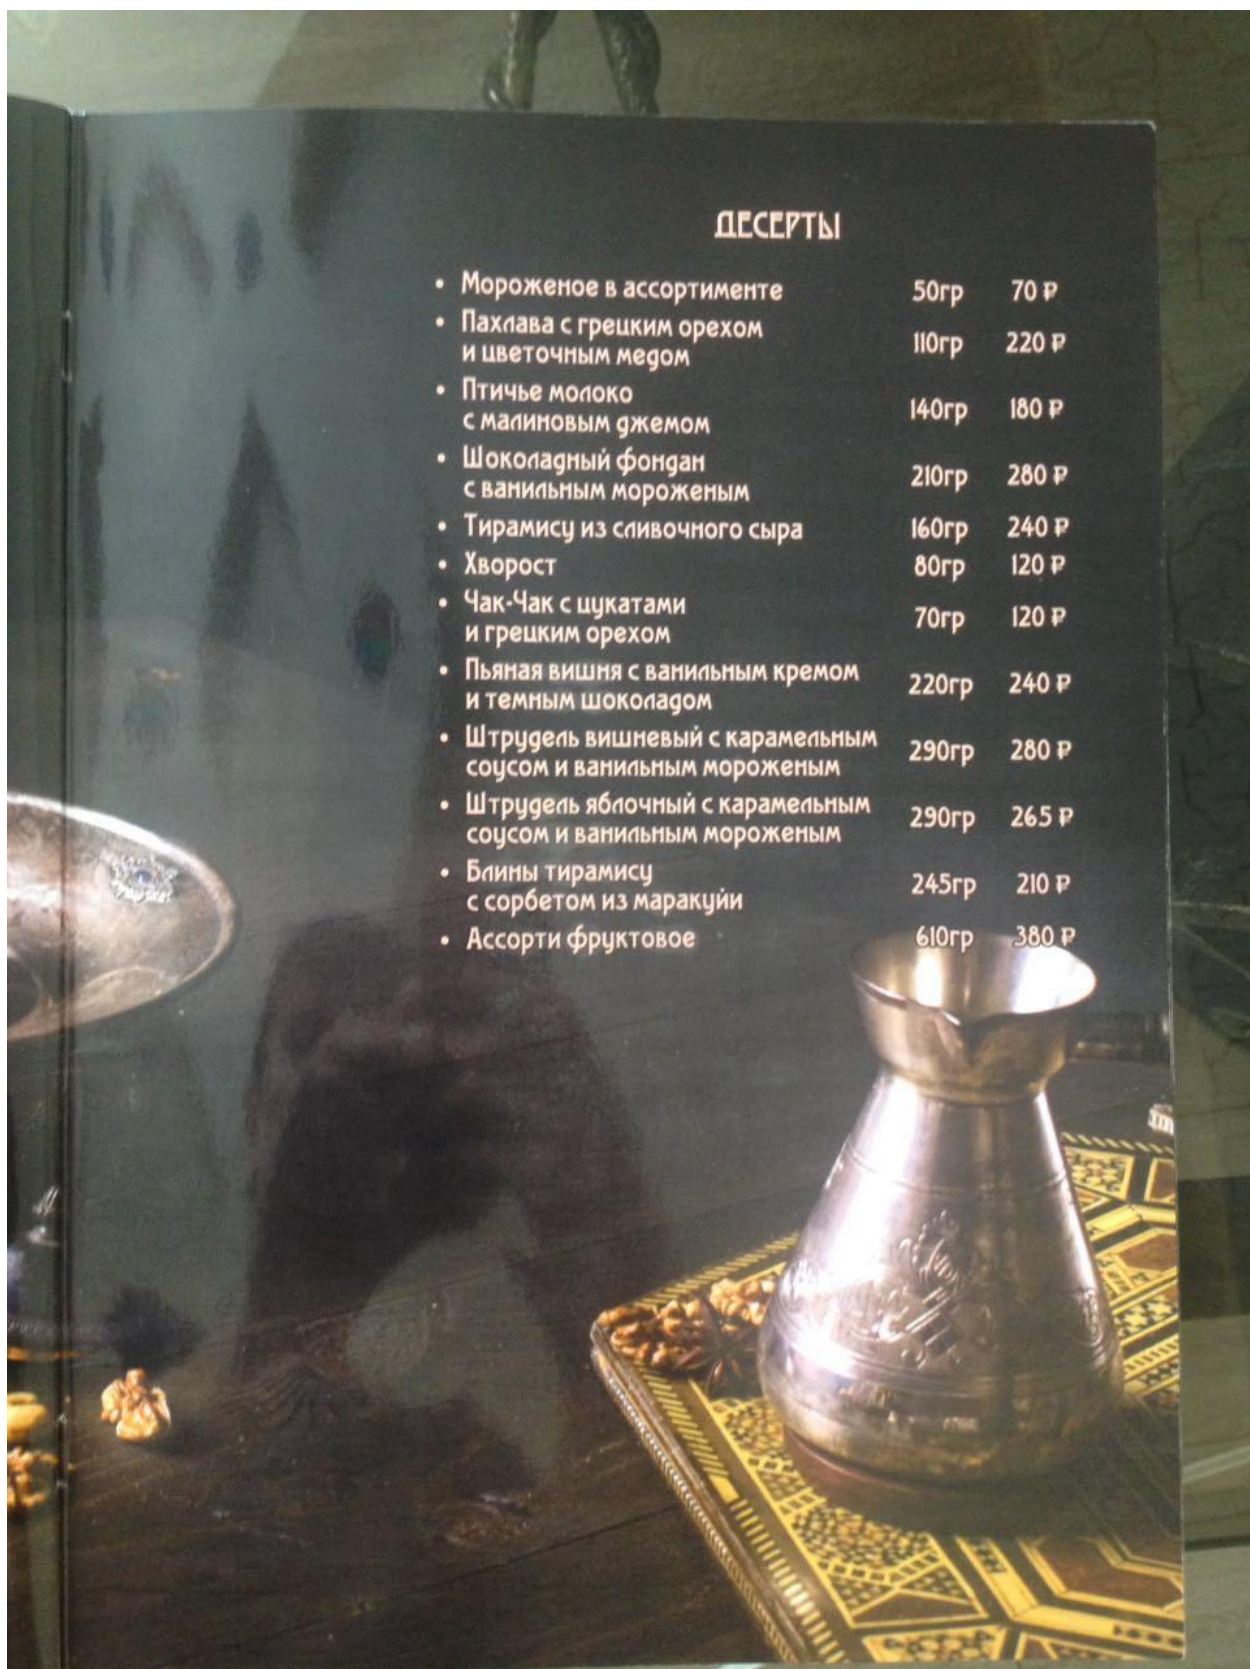 ДЕСЕРТЫ
• Мороженое в ассортименте 50гр 70 ₽
• Пахлава с грецким орехом
и цветочным медом 110гр 220 ₽
• Птичье молоко
с малиновым джемом 140гр 180 ₽
• Шоколадный фондан
с ванильным мороженым 210гр 280 ₽
• Тирамису из сливочного сыра 160гр 240 ₽
• Хворост 80гр 120 ₽
• Чак-Чак с цукатами
и грецким орехом 70гр 120 ₽
• Пьяная вишня с ванильным кремом
и темным шоколадом 220гр 240 ₽
• Штрудель вишневый с карамельным
соусом и ванильным мороженым 290гр 280 ₽
• Штрудель яблочный с карамельным
соусом и ванильным мороженым 290гр 265 ₽
• Блины тирамису
с сорбетом из маракуйи 245гр 210 ₽
• Ассорти фруктовое 610гр 380 ₽